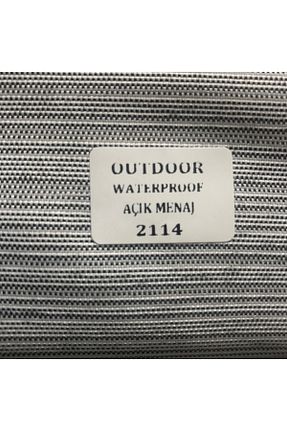 OUTDOOR
WATERPROOF
AÇIK MENAJ
2114